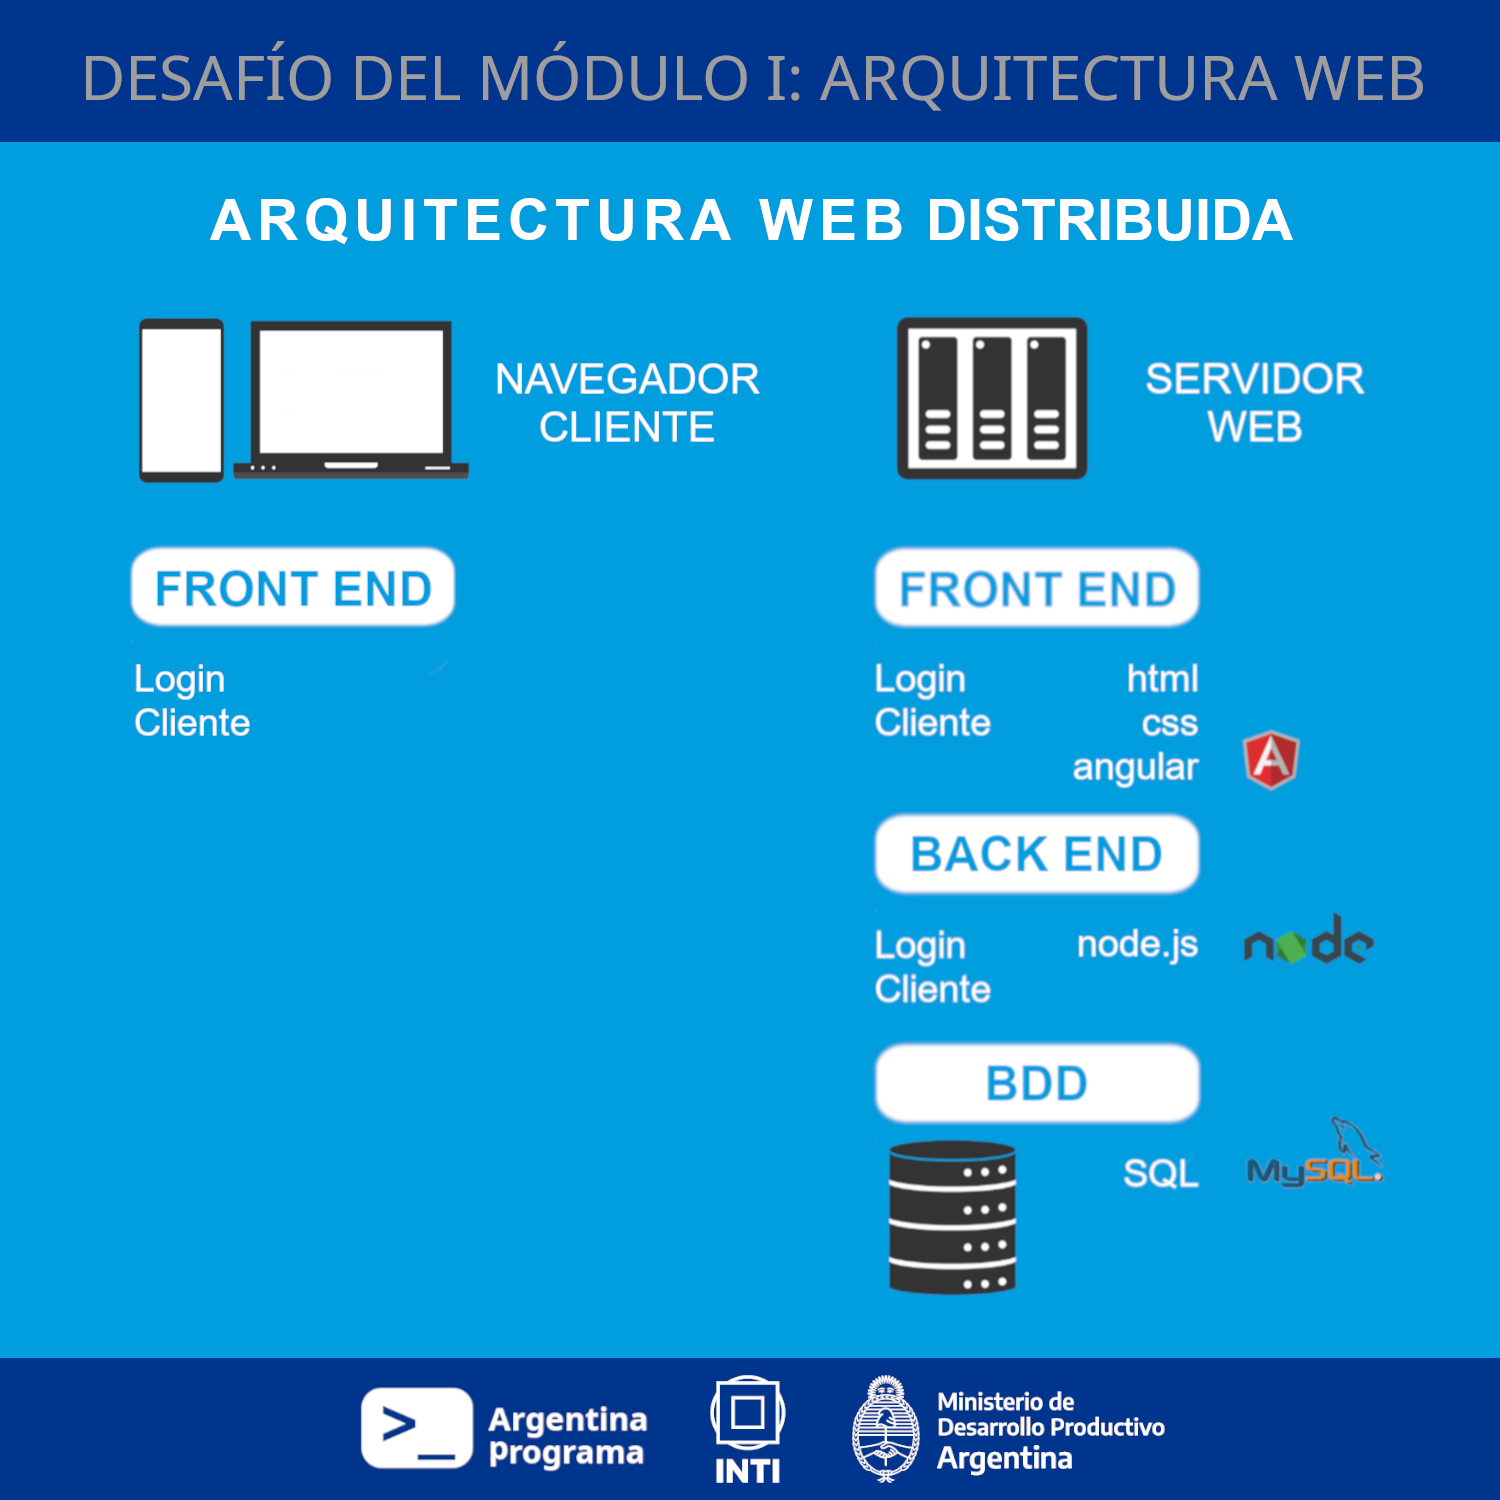 DESAFÍO DEL MÓDULO I: ARQUITECTURA WEB
ARQUITECTURA WEB DISTRIBUIDA
NAVEGADOR
CLIENTE
SERVIDOR
WEB
FRONT END
Login
Cliente
FRONT END
Login html
Cliente css
angular
A
BACK END
Login node.js
Cliente
node
BDD
SQL
MySQL
>_
Argentina
programa
INTI
Ministerio de
Desarrollo Productivo
Argentina